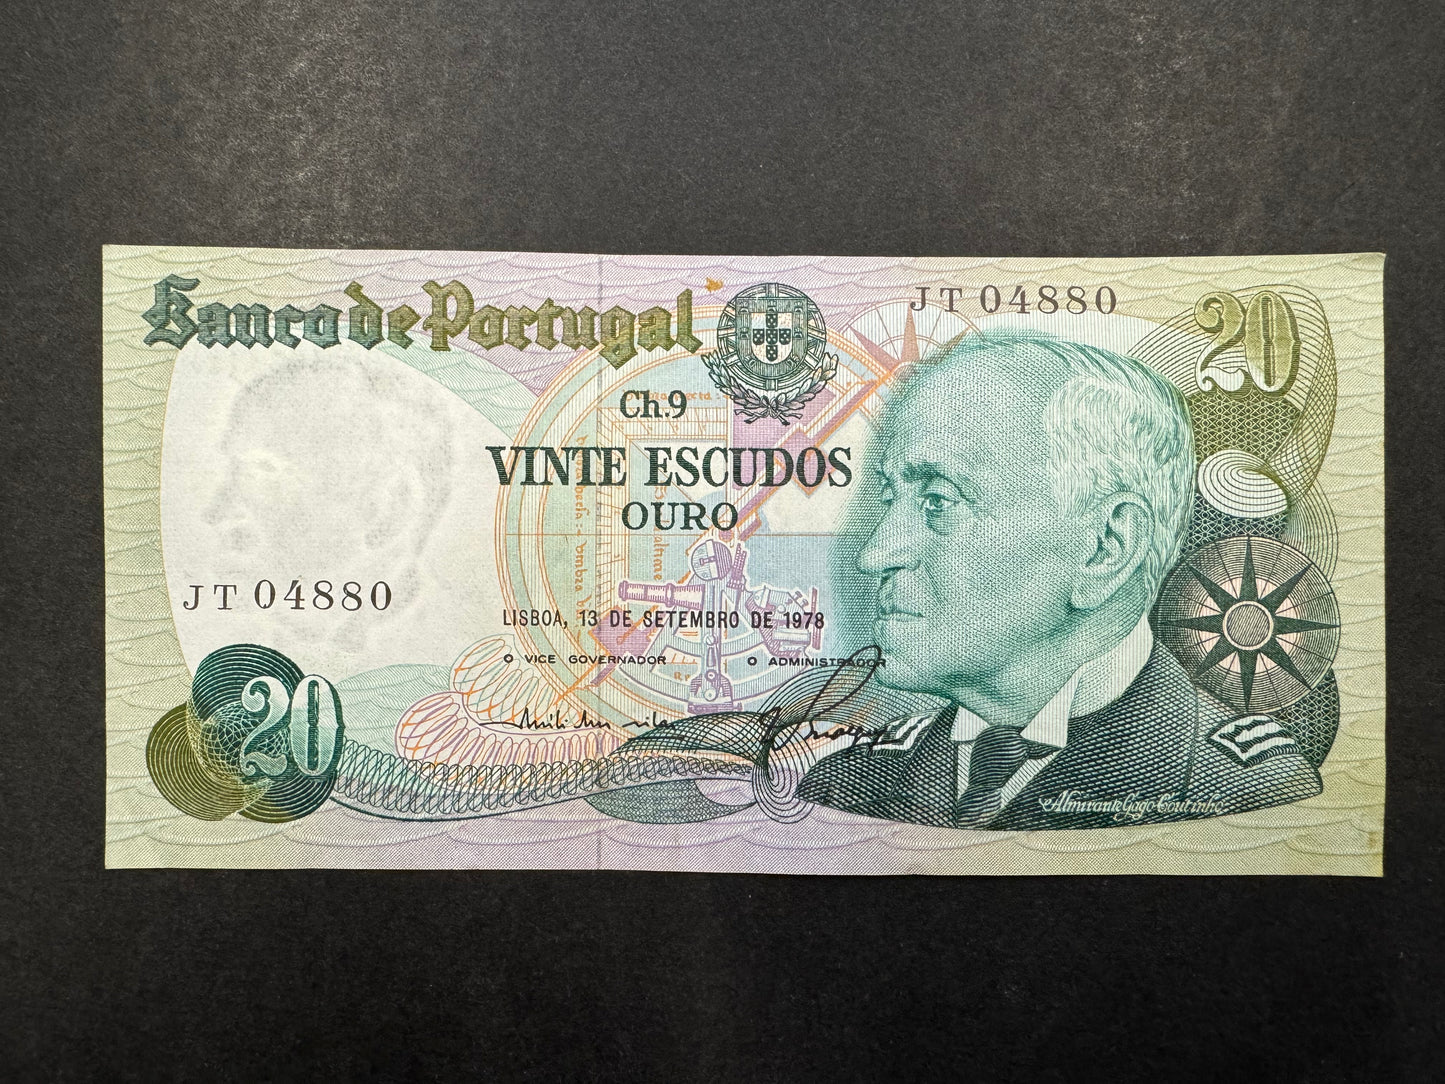 Banco de Portugal
JT 04880
20
Ch.9
VINTE ESCUDOS
OURO
JT 04880
LISBOA, 13 DE SETEMBRO DE 1978
O VICE GOVERNADOR
O ADMINISTRADOR
20
Almirante Gago Coutinho